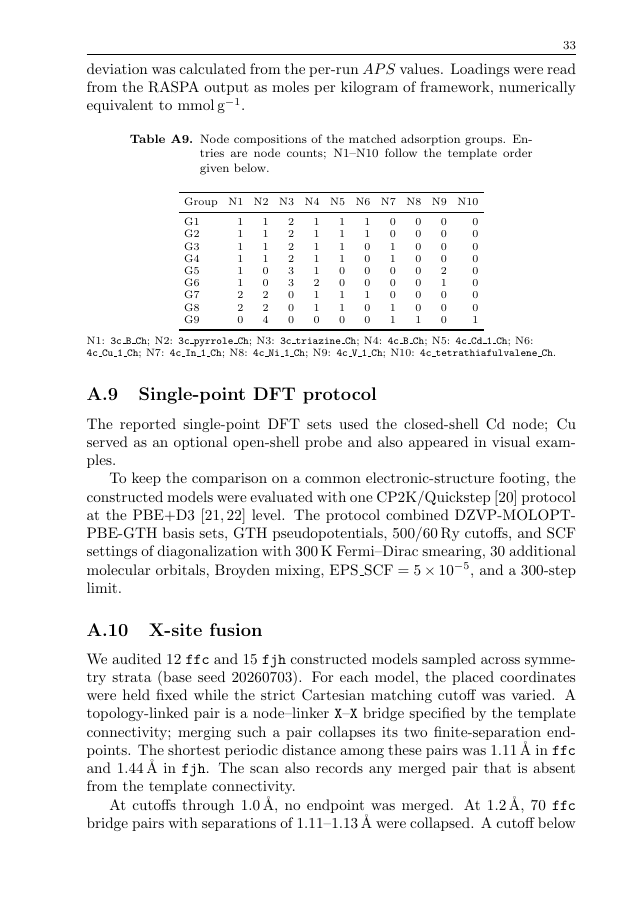 33
deviation was calculated from the per-run APS values. Loadings were read
from the RASPA output as moles per kilogram of framework, numerically
equivalent to mmol g⁻¹.
Table A9. Node compositions of the matched adsorption groups. En-
tries are node counts; N1–N10 follow the template order
given below.
Group N1 N2 N3 N4 N5 N6 N7 N8 N9 N10
G1 1 1 2 1 1 1 0 0 0 0
G2 1 1 2 1 1 1 0 0 0 0
G3 1 1 2 1 1 0 1 0 0 0
G4 1 1 2 1 1 0 1 0 0 0
G5 1 0 3 1 0 0 0 0 2 0
G6 1 0 3 2 0 0 0 0 1 0
G7 2 2 0 1 1 1 0 0 0 0
G8 2 2 0 1 1 0 1 0 0 0
G9 0 4 0 0 0 0 1 1 0 1
N1: 3c_B_Ch; N2: 3c_pyrrole_Ch; N3: 3c_triazine_Ch; N4: 4c_B_Ch; N5: 4c_Cd_1_Ch; N6:
4c_Cu_1_Ch; N7: 4c_In_1_Ch; N8: 4c_Ni_1_Ch; N9: 4c_V_1_Ch; N10: 4c_tetrathiafulvalene_Ch.
A.9 Single-point DFT protocol
The reported single-point DFT sets used the closed-shell Cd node; Cu
served as an optional open-shell probe and also appeared in visual exam-
ples.
To keep the comparison on a common electronic-structure footing, the
constructed models were evaluated with one CP2K/Quickstep [20] protocol
at the PBE+D3 [21, 22] level. The protocol combined DZVP-MOLOPT-
PBE-GTH basis sets, GTH pseudopotentials, 500/60 Ry cutoffs, and SCF
settings of diagonalization with 300 K Fermi–Dirac smearing, 30 additional
molecular orbitals, Broyden mixing, EPS_SCF = 5 × 10⁻⁵, and a 300-step
limit.
A.10 X-site fusion
We audited 12 ffc and 15 fjh constructed models sampled across symme-
try strata (base seed 20260703). For each model, the placed coordinates
were held fixed while the strict Cartesian matching cutoff was varied. A
topology-linked pair is a node–linker X–X bridge specified by the template
connectivity; merging such a pair collapses its two finite-separation end-
points. The shortest periodic distance among these pairs was 1.11 Å in ffc
and 1.44 Å in fjh. The scan also records any merged pair that is absent
from the template connectivity.
At cutoffs through 1.0 Å, no endpoint was merged. At 1.2 Å, 70 ffc
bridge pairs with separations of 1.11–1.13 Å were collapsed. A cutoff below